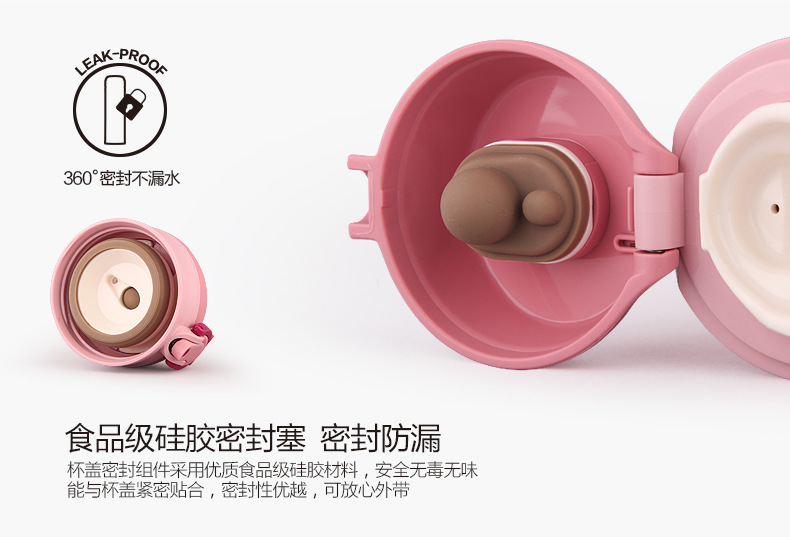 LEAK-PROOF
360°密封不漏水
食品级硅胶密封塞 密封防漏
杯盖密封组件采用优质食品级硅胶材料，安全无毒无味
能与杯盖紧密贴合，密封性优越，可放心外带